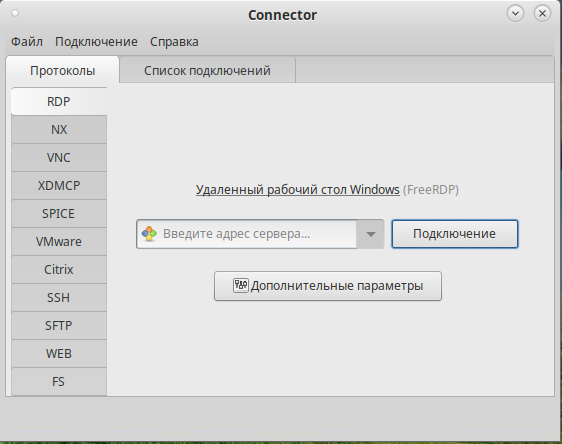 Connector
Файл Подключение Справка
Протоколы Список подключений
RDP
NX
VNC
XDMCP
SPICE
VMware
Citrix
SSH
SFTP
WEB
FS
Удаленный рабочий стол Windows (FreeRDP)
Введите адрес сервера... Подключение
Дополнительные параметры